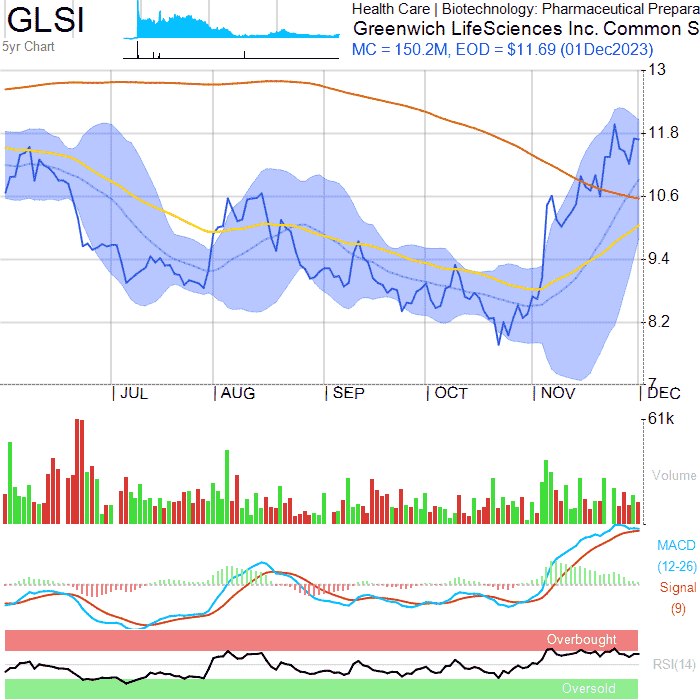 GLSI
5yr Chart
Health Care | Biotechnology: Pharmaceutical Prepara
Greenwich LifeSciences Inc. Common S
MC = 150.2M, EOD = $11.69 (01Dec2023)
13
11.8
10.6
9.4
8.2
7
JUL AUG SEP OCT NOV DEC
61k
Volume
MACD
(12-26)
Signal
(9)
Overbought
RSI(14)
Oversold